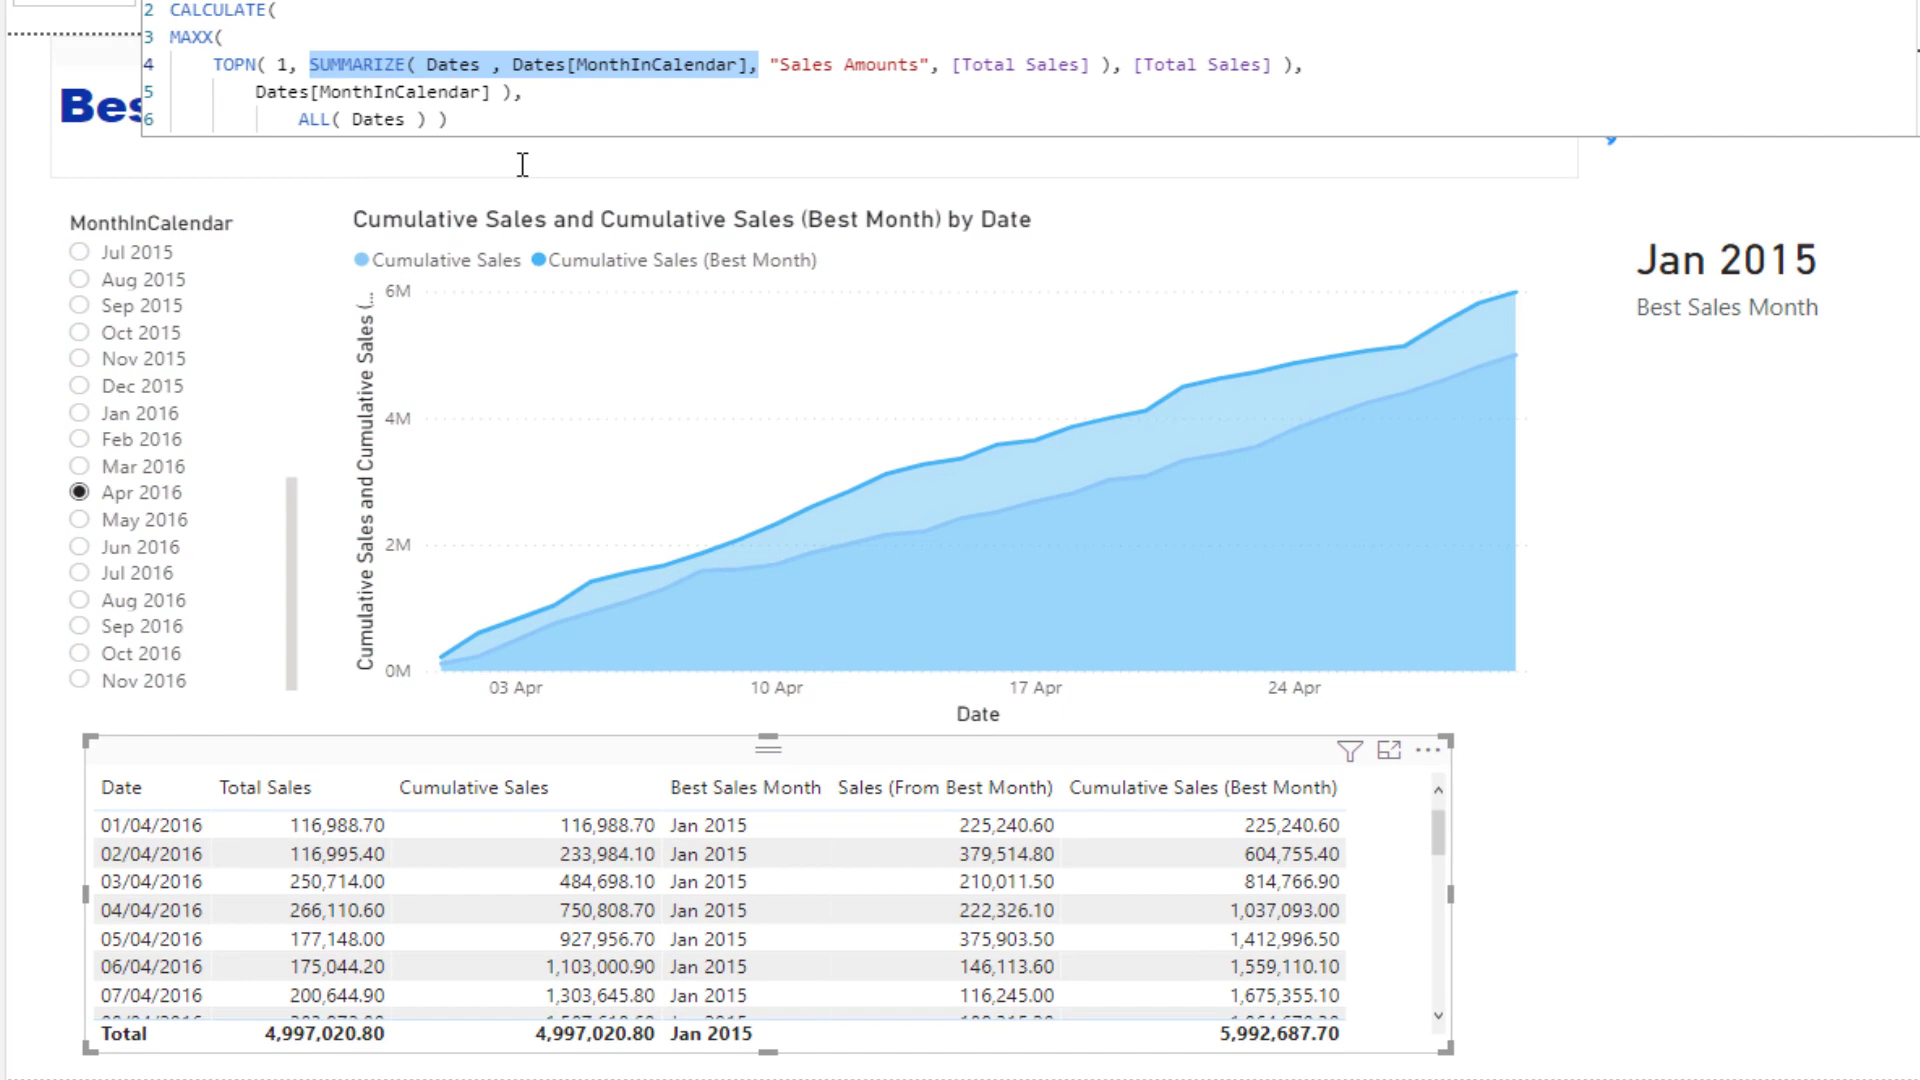 2 CALCULATE(
3 MAXX(
4 TOPN( 1, SUMMARIZE( Dates , Dates[MonthInCalendar], "Sales Amounts", [Total Sales] ), [Total Sales] ),
5 Dates[MonthInCalendar] ),
6 ALL( Dates ) )
Bes
MonthInCalendar
Jul 2015
Aug 2015
Sep 2015
Oct 2015
Nov 2015
Dec 2015
Jan 2016
Feb 2016
Mar 2016
Apr 2016
May 2016
Jun 2016
Jul 2016
Aug 2016
Sep 2016
Oct 2016
Nov 2016
Cumulative Sales and Cumulative Sales (Best Month) by Date
Cumulative Sales Cumulative Sales (Best Month)
Cumulative Sales and Cumulative Sales (...
6M
4M
2M
0M
03 Apr 10 Apr 17 Apr 24 Apr
Date
Jan 2015
Best Sales Month
Date Total Sales Cumulative Sales Best Sales Month Sales (From Best Month) Cumulative Sales (Best Month)
01/04/2016 116,988.70 116,988.70 Jan 2015 225,240.60 225,240.60
02/04/2016 116,995.40 233,984.10 Jan 2015 379,514.80 604,755.40
03/04/2016 250,714.00 484,698.10 Jan 2015 210,011.50 814,766.90
04/04/2016 266,110.60 750,808.70 Jan 2015 222,326.10 1,037,093.00
05/04/2016 177,148.00 927,956.70 Jan 2015 375,903.50 1,412,996.50
06/04/2016 175,044.20 1,103,000.90 Jan 2015 146,113.60 1,559,110.10
07/04/2016 200,644.90 1,303,645.80 Jan 2015 116,245.00 1,675,355.10
Total 4,997,020.80 4,997,020.80 Jan 2015 5,992,687.70